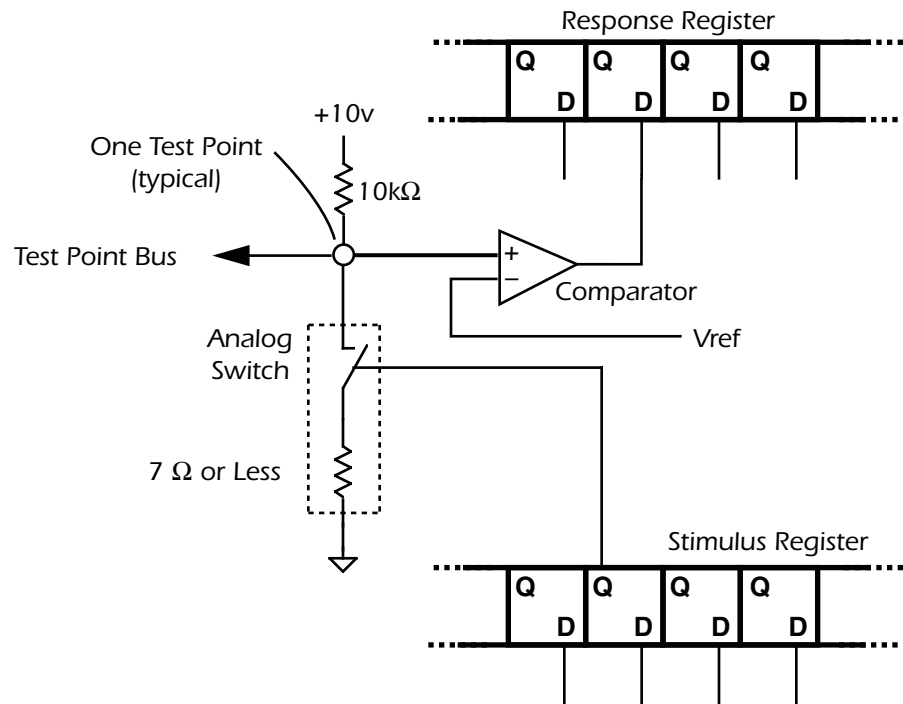 Response Register
Q Q Q Q
D D D D
+10v
One Test Point
(typical)
10kΩ
Test Point Bus
+
−
Comparator
Analog
Switch
Vref
7 Ω or Less
Stimulus Register
Q Q Q Q
D D D D